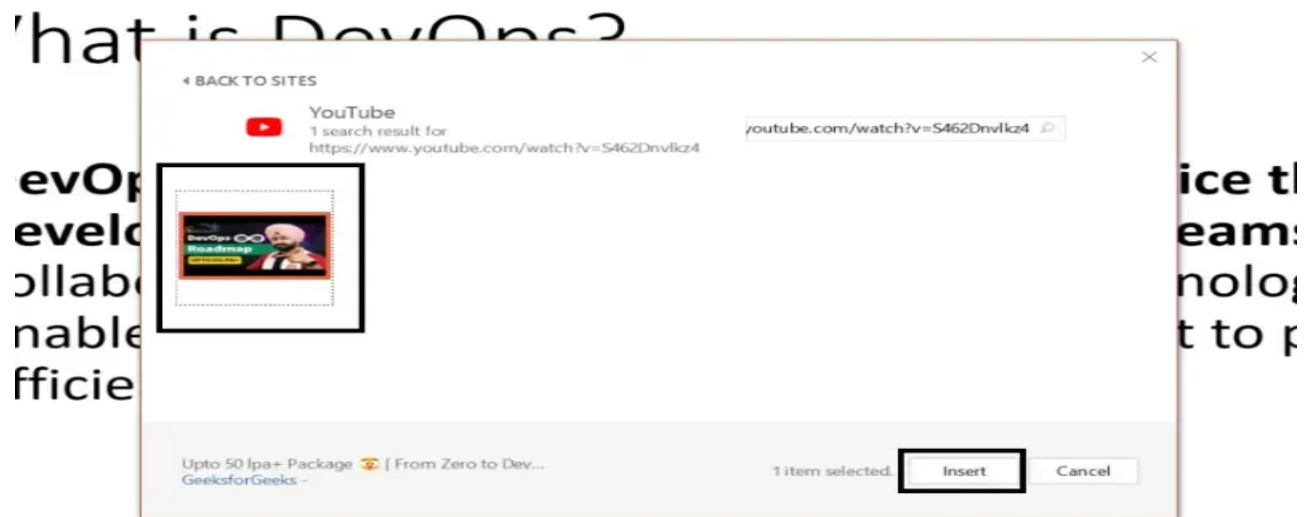 hat is DevOps?
BACK TO SITES
YouTube
1 search result for
https://www.youtube.com/watch?v=S462Dnvlkz4
youtube.com/watch?v=S462Dnvlkz4
evOp
ice th
evelo
eams
ollabo
nolog
nable
t to p
fficie
DevOps
Roadmap
Upto 50 lpa+ Package 🤯 | From Zero to Dev...
GeeksforGeeks -
1 item selected.
Insert
Cancel